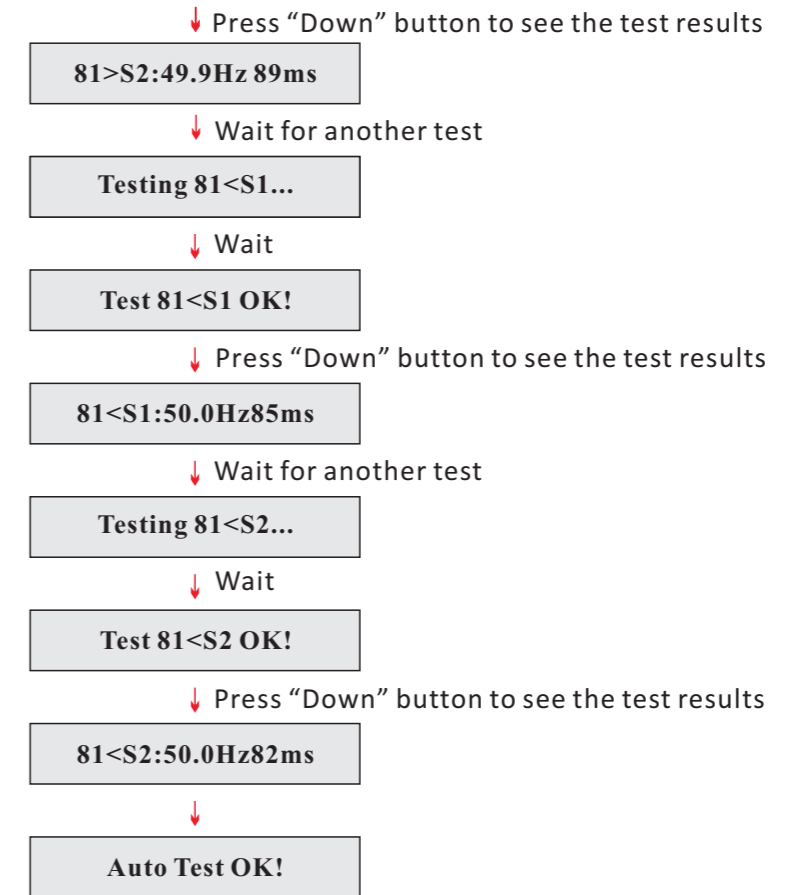 Press “Down” button to see the test results
81>S2:49.9Hz 89ms
Wait for another test
Testing 81<S1...
Wait
Test 81<S1 OK!
Press “Down” button to see the test results
81<S1:50.0Hz85ms
Wait for another test
Testing 81<S2...
Wait
Test 81<S2 OK!
Press “Down” button to see the test results
81<S2:50.0Hz82ms
Auto Test OK!